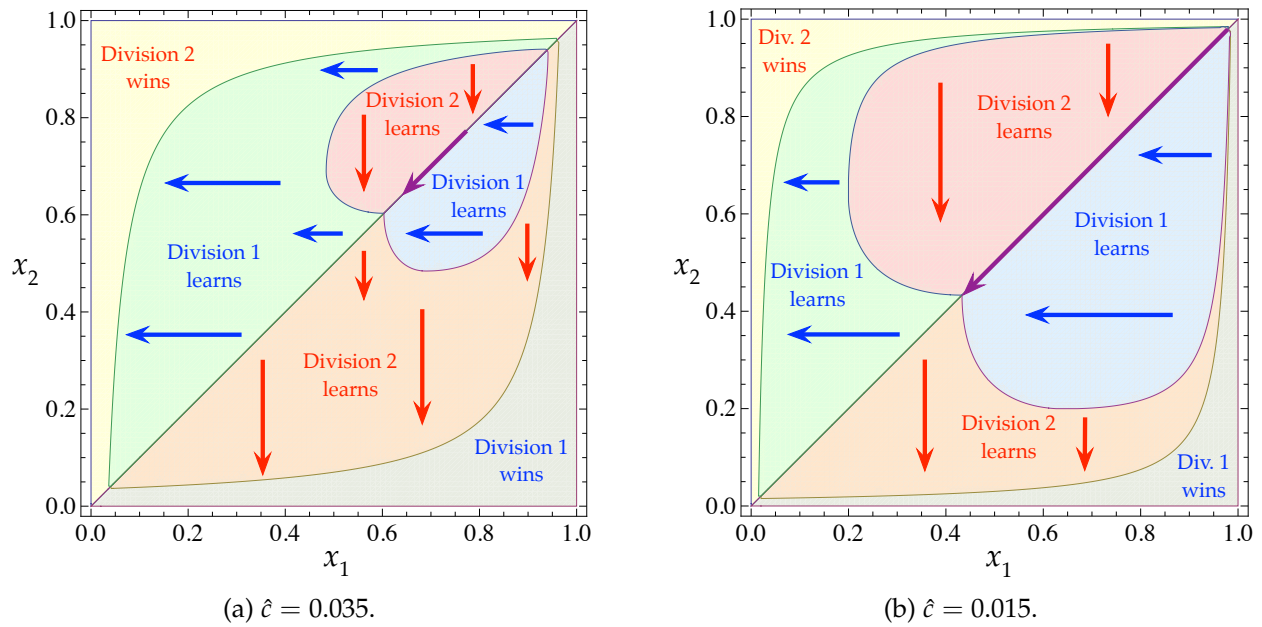 1.0
0.8
0.6
0.4
0.2
0.0
x2
0.0
0.2
0.4
0.6
0.8
1.0
x1
Division 2
wins
Division 2
learns
Division 1
learns
Division 1
learns
Division 2
learns
Division 1
wins
(a) ĉ = 0.035.
1.0
0.8
0.6
0.4
0.2
0.0
x2
0.0
0.2
0.4
0.6
0.8
1.0
x1
Div. 2
wins
Division 2
learns
Division 1
learns
Division 1
learns
Division 2
learns
Div. 1
wins
(b) ĉ = 0.015.